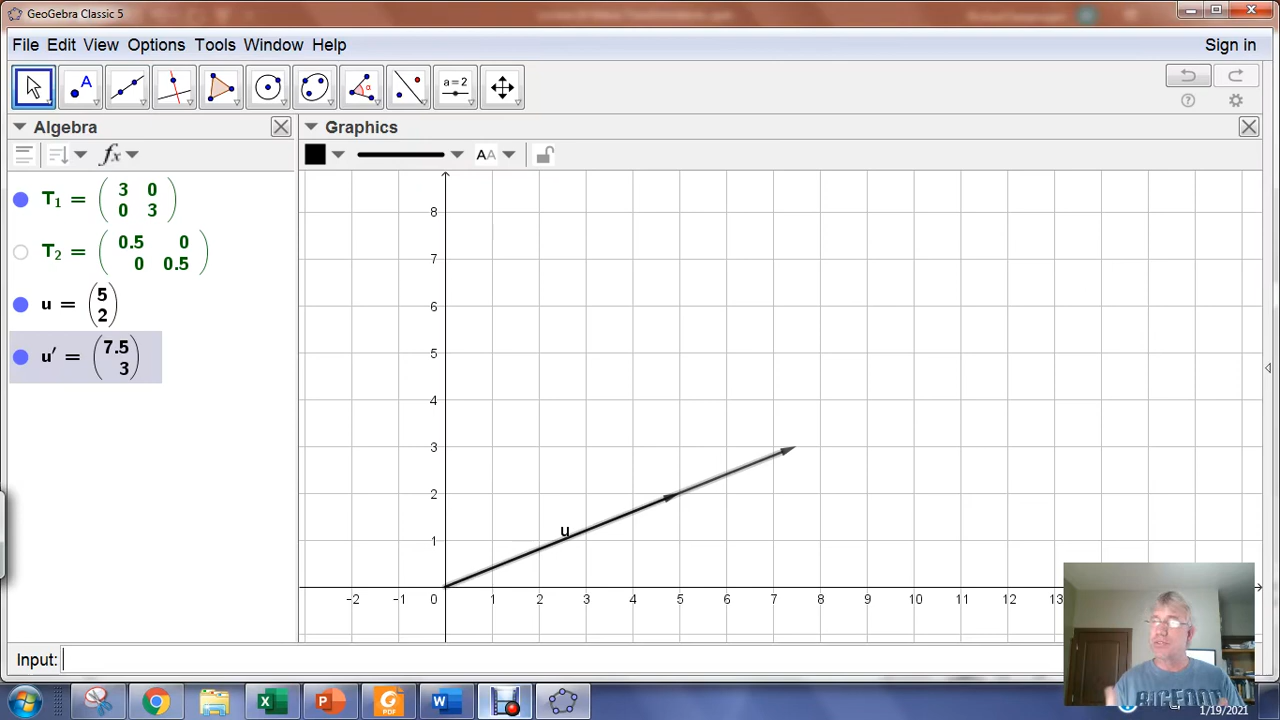 GeoGebra Classic 5
File Edit View Options Tools Window Help Sign in
A α a=2
Algebra
Graphics
fx AA
T₁ = ( 3 0
0 3 )
T₂ = ( 0.5 0
0 0.5 )
u = ( 5
2 )
u′ = ( 7.5
3 )
8
7
6
5
4
3
2
1
u
-2 -1 0 1 2 3 4 5 6 7 8 9 10 11 12 13
Input:
PDF
1/19/2021